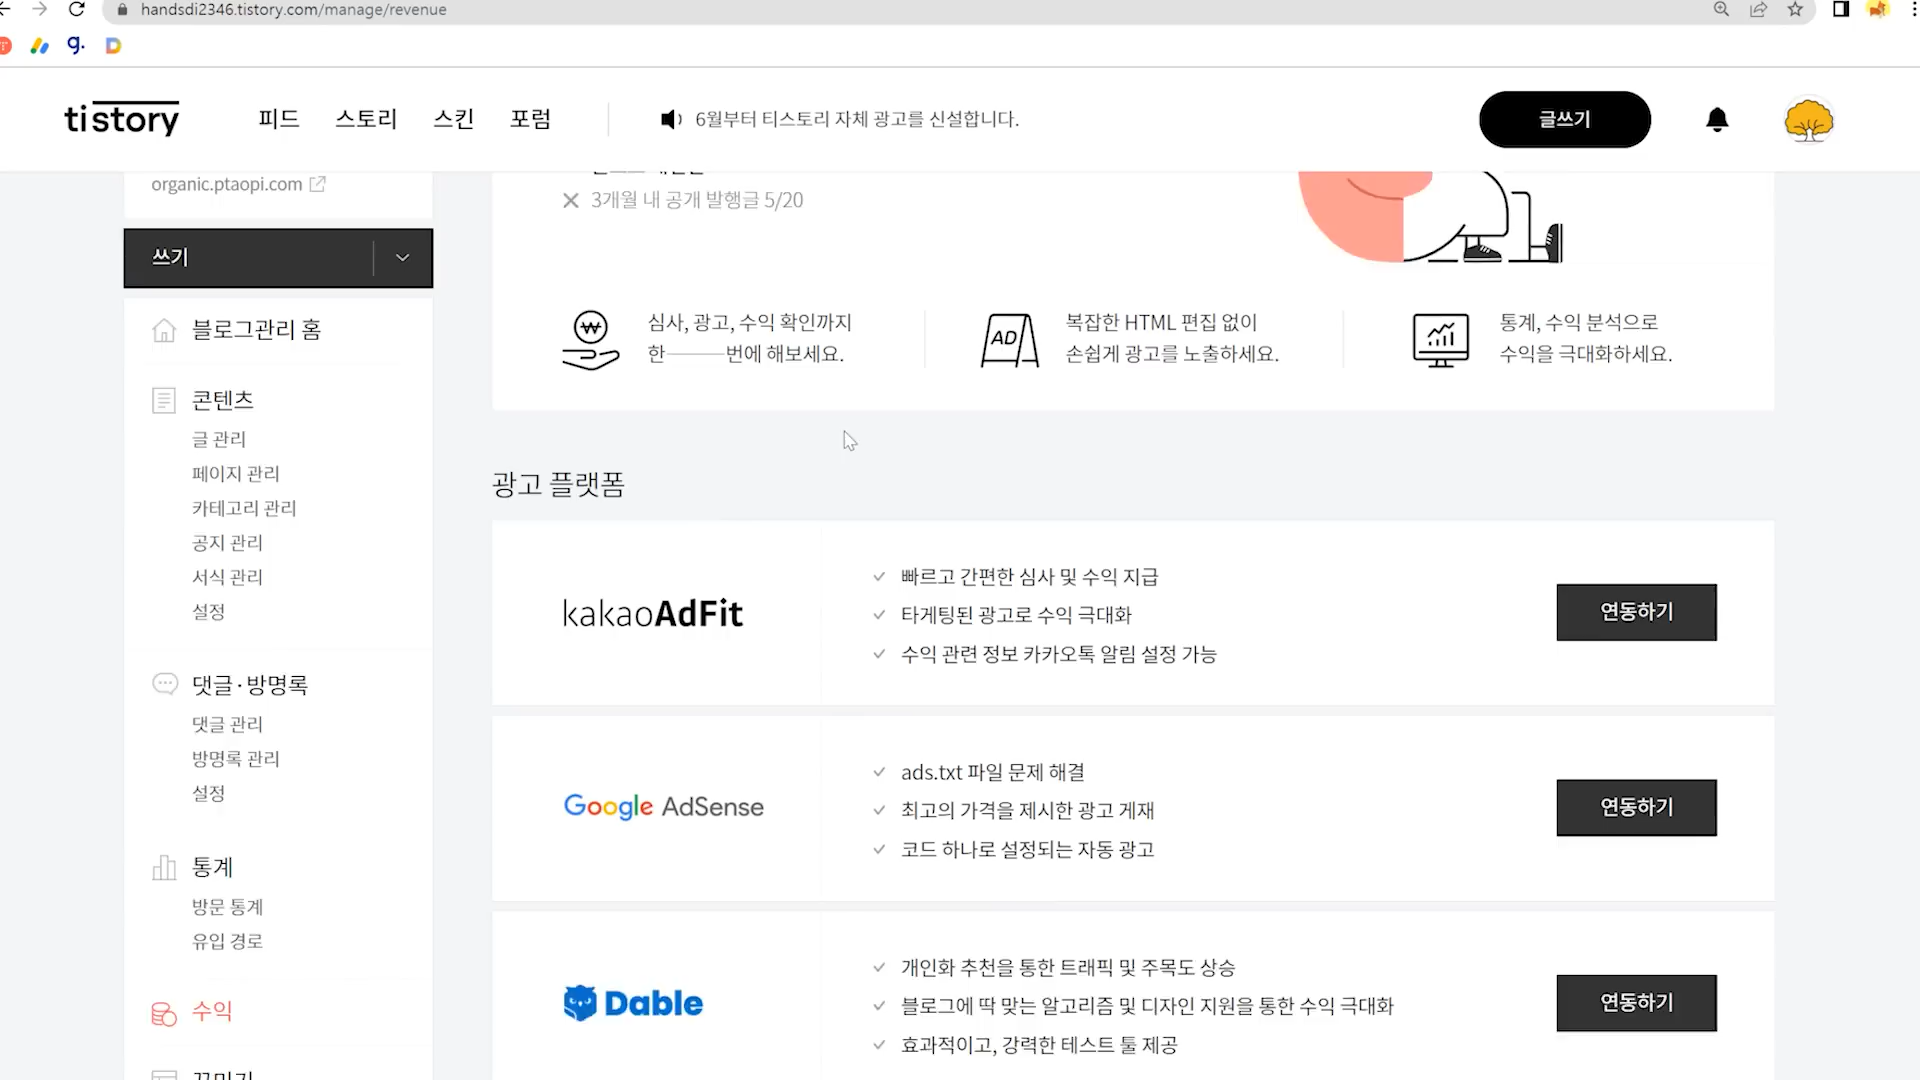 handsdi2346.tistory.com/manage/revenue
tistory
피드 스토리 스킨 포럼
6월부터 티스토리 자체 광고를 신설합니다.
글쓰기
organic.ptaopi.com
3개월 내 공개 발행글 5/20
쓰기
심사, 광고, 수익 확인까지
한———번에 해보세요.
AD
복잡한 HTML 편집 없이
손쉽게 광고를 노출하세요.
통계, 수익 분석으로
수익을 극대화하세요.
블로그관리 홈
콘텐츠
글 관리
페이지 관리
카테고리 관리
공지 관리
서식 관리
설정
댓글·방명록
댓글 관리
방명록 관리
설정
통계
방문 통계
유입 경로
수익
광고 플랫폼
kakaoAdFit
빠르고 간편한 심사 및 수익 지급
타게팅된 광고로 수익 극대화
수익 관련 정보 카카오톡 알림 설정 가능
연동하기
Google AdSense
ads.txt 파일 문제 해결
최고의 가격을 제시한 광고 게재
코드 하나로 설정되는 자동 광고
연동하기
Dable
개인화 추천을 통한 트래픽 및 주목도 상승
블로그에 딱 맞는 알고리즘 및 디자인 지원을 통한 수익 극대화
효과적이고, 강력한 테스트 툴 제공
연동하기